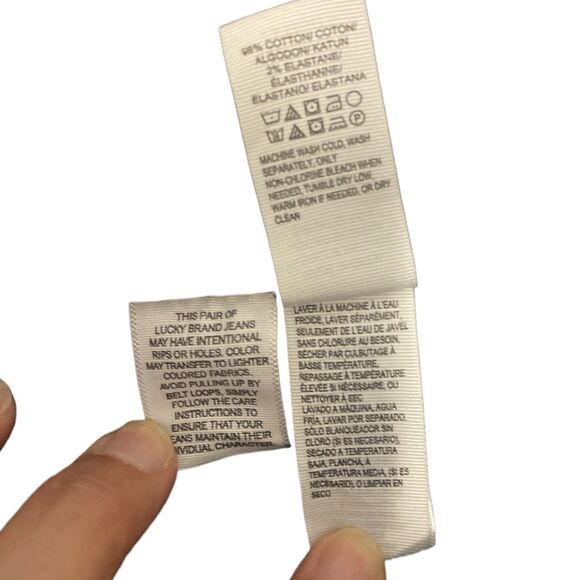 98% COTTON/ COTON/
ALGODON/ KATUN
2% ELASTANE/
ÉLASTHANNE/
ELASTANO/ ELASTANA
MACHINE WASH COLD, WASH
SEPARATELY, ONLY
NON-CHLORINE BLEACH WHEN
NEEDED, TUMBLE DRY LOW,
WARM IRON IF NEEDED, OR DRY
CLEAN
LAVER À LA MACHINE À L'EAU
FROIDE, LAVER SÉPARÉMENT,
SEULEMENT DE L'EAU DE JAVEL
SANS CHLORURE AU BESOIN.
SÉCHER PAR CULBUTAGE À
BASSE TEMPÉRATURE,
REPASSAGE À TEMPÉRATURE
ÉLEVÉE SI NÉCESSAIRE, OU
NETTOYER À SEC
LAVADO A MÁQUINA, AGUA
FRÍA, LAVAR POR SEPARADO.
SÓLO BLANQUEADOR SIN
CLORO (SI ES NECESARIO),
SECADO A TEMPERATURA
BAJA, PLANCHA, A
TEMPERATURA MEDIA, (SI ES
NECESARIO), O LIMPIAR EN
SECO
THIS PAIR OF
LUCKY BRAND JEANS
MAY HAVE INTENTIONAL
RIPS OR HOLES. COLOR
MAY TRANSFER TO LIGHTER
COLORED FABRICS.
AVOID PULLING UP BY
BELT LOOPS, SIMPLY
FOLLOW THE CARE
INSTRUCTIONS TO
ENSURE THAT YOUR
EANS MAINTAIN THEIR
DIVIDUAL CHARACTER